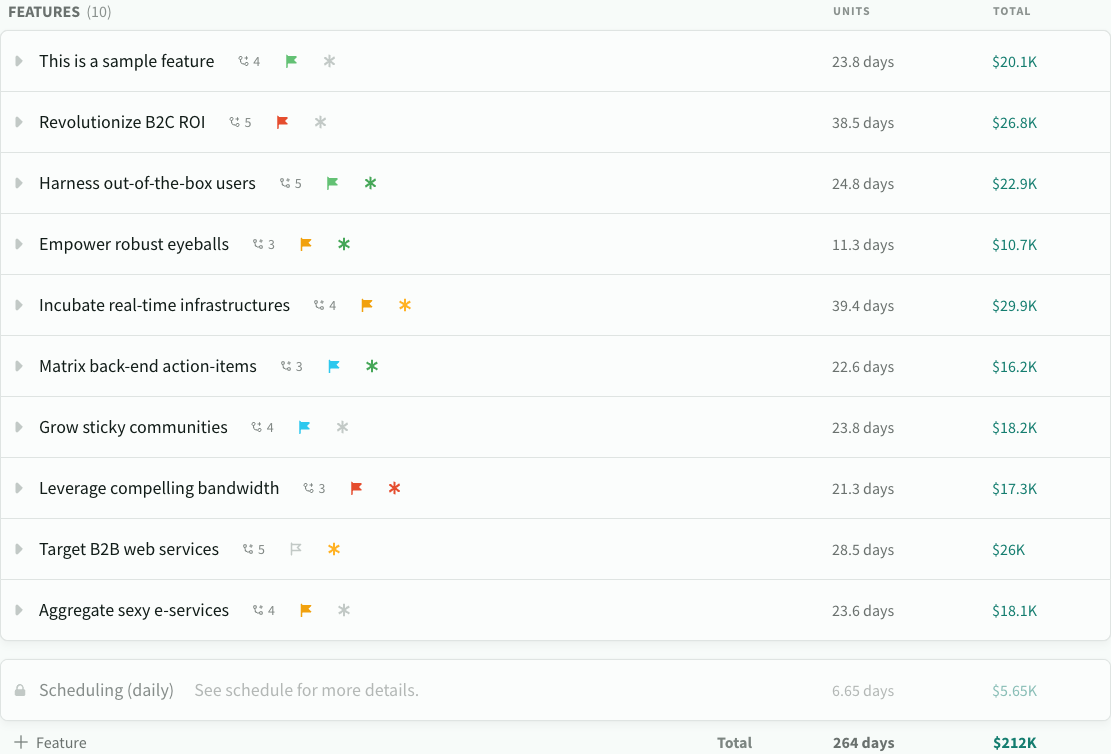 FEATURES (10) UNITS TOTAL
This is a sample feature 4 23.8 days $20.1K
Revolutionize B2C ROI 5 38.5 days $26.8K
Harness out-of-the-box users 5 24.8 days $22.9K
Empower robust eyeballs 3 11.3 days $10.7K
Incubate real-time infrastructures 4 39.4 days $29.9K
Matrix back-end action-items 3 22.6 days $16.2K
Grow sticky communities 4 23.8 days $18.2K
Leverage compelling bandwidth 3 21.3 days $17.3K
Target B2B web services 5 28.5 days $26K
Aggregate sexy e-services 4 23.6 days $18.1K
Scheduling (daily) See schedule for more details. 6.65 days $5.65K
+ Feature Total 264 days $212K